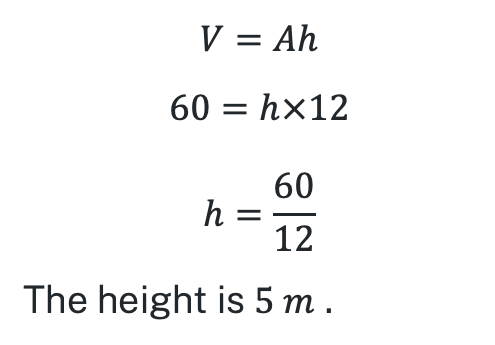 V = Ah
60 = h×12
h = 60/12
The height is 5 m .